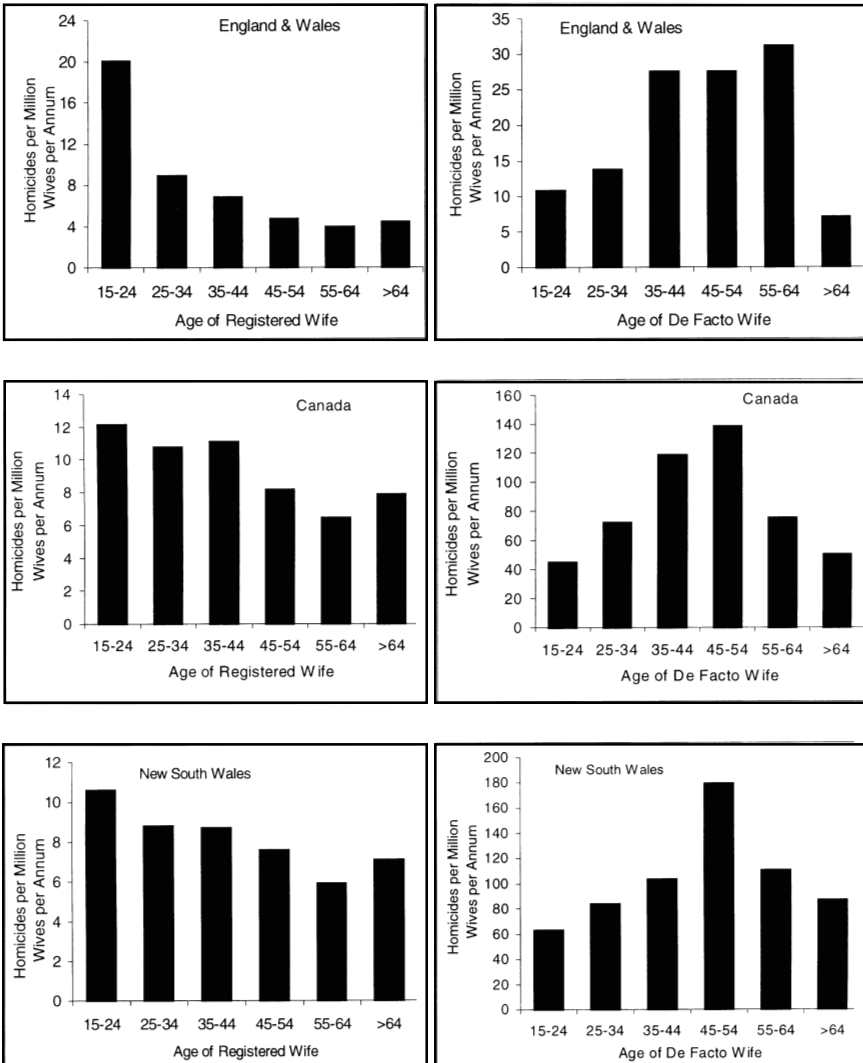 England & Wales
Homicides per Million
Wives per Annum
24
20
16
12
8
4
0
15-24 25-34 35-44 45-54 55-64 >64
Age of Registered Wife
England & Wales
Homicides per Million
Wives per Annum
35
30
25
20
15
10
5
0
15-24 25-34 35-44 45-54 55-64 >64
Age of De Facto Wife
Canada
Homicides per Million
Wives per Annum
14
12
10
8
6
4
2
0
15-24 25-34 35-44 45-54 55-64 >64
Age of Registered Wife
Canada
Homicides per Million
Wives per Annum
160
140
120
100
80
60
40
20
0
15-24 25-34 35-44 45-54 55-64 >64
Age of De Facto Wife
New South Wales
Homicides per Million
Wives per Annum
12
10
8
6
4
2
0
15-24 25-34 35-44 45-54 55-64 >64
Age of Registered Wife
New South Wales
Homicides per Million
Wives per Annum
200
180
160
140
120
100
80
60
40
20
0
15-24 25-34 35-44 45-54 55-64 >64
Age of De Facto Wife